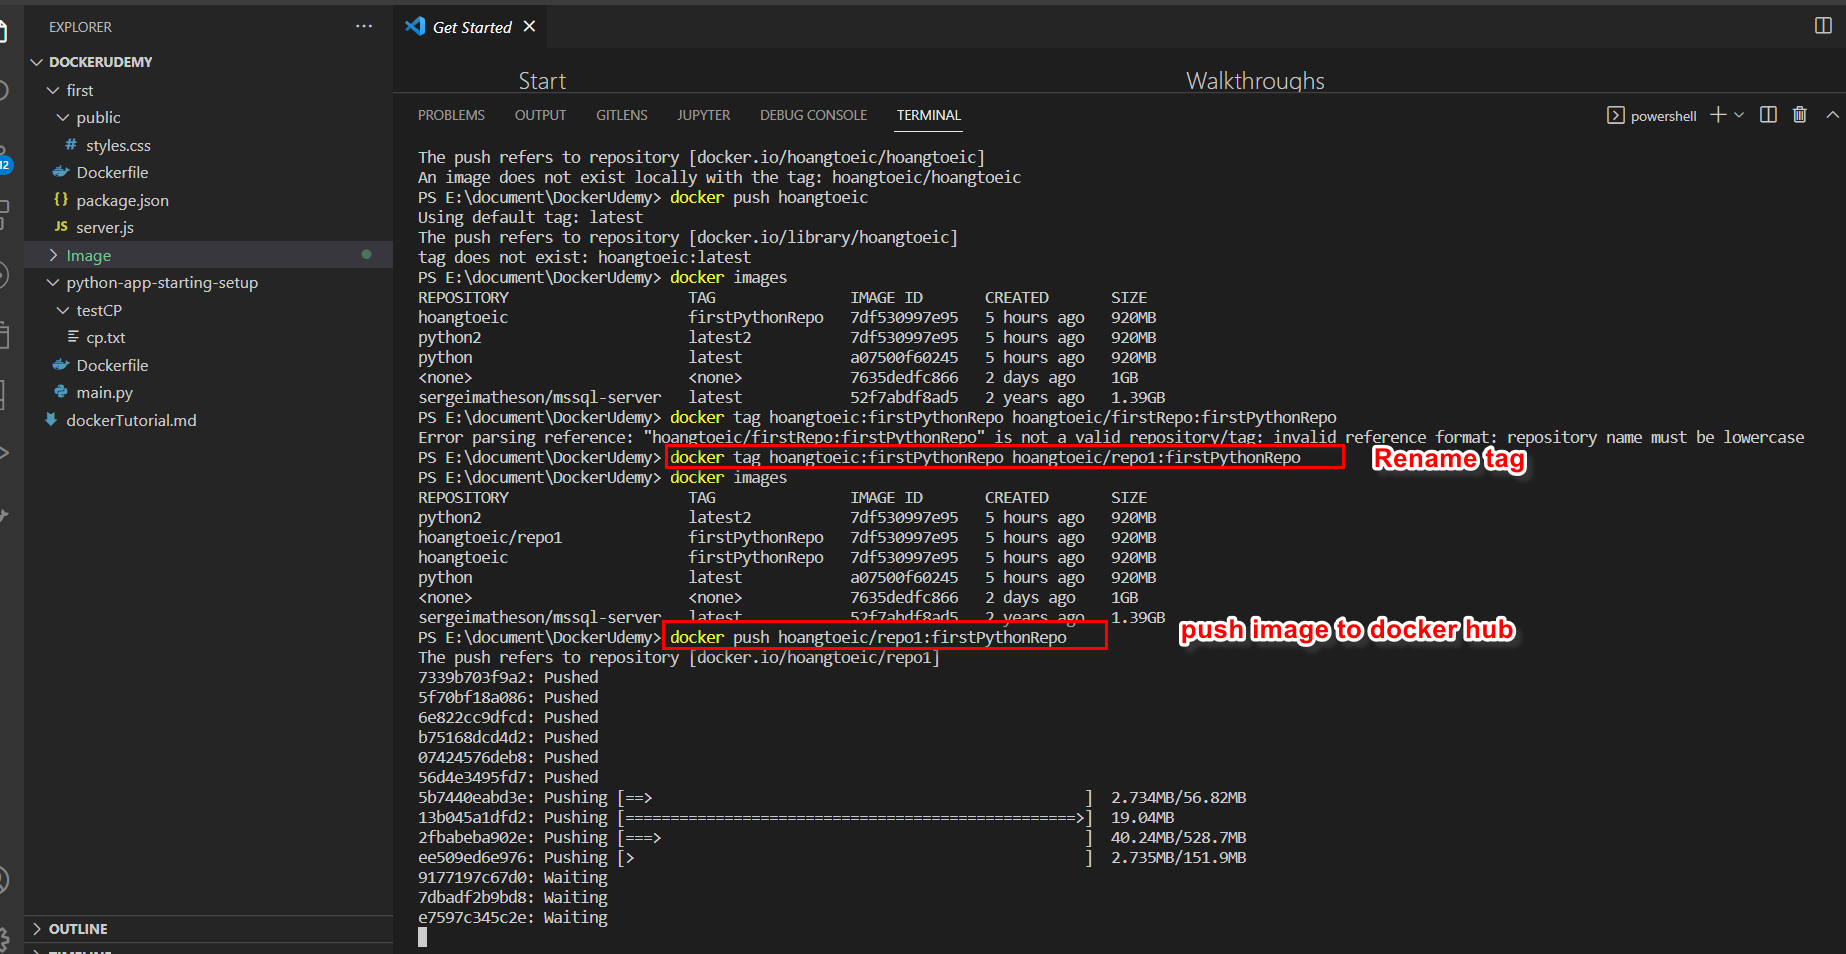 EXPLORER
DOCKERUDEMY
first
public
# styles.css
Dockerfile
{} package.json
JS server.js
Image
python-app-starting-setup
testCP
cp.txt
Dockerfile
main.py
dockerTutorial.md
OUTLINE
12
Get Started
Start
Walkthroughs
PROBLEMS OUTPUT GITLENS JUPYTER DEBUG CONSOLE TERMINAL
powershell
The push refers to repository [docker.io/hoangtoeic/hoangtoeic]
An image does not exist locally with the tag: hoangtoeic/hoangtoeic
PS E:\document\DockerUdemy> docker push hoangtoeic
Using default tag: latest
The push refers to repository [docker.io/library/hoangtoeic]
tag does not exist: hoangtoeic:latest
PS E:\document\DockerUdemy> docker images
REPOSITORY TAG IMAGE ID CREATED SIZE
hoangtoeic firstPythonRepo 7df530997e95 5 hours ago 920MB
python2 latest2 7df530997e95 5 hours ago 920MB
python latest a07500f60245 5 hours ago 920MB
<none> <none> 7635dedfc866 2 days ago 1GB
sergeimatheson/mssql-server latest 52f7abdf8ad5 2 years ago 1.39GB
PS E:\document\DockerUdemy> docker tag hoangtoeic:firstPythonRepo hoangtoeic/firstRepo:firstPythonRepo
Error parsing reference: "hoangtoeic/firstRepo:firstPythonRepo" is not a valid repository/tag: invalid reference format: repository name must be lowercase
PS E:\document\DockerUdemy> docker tag hoangtoeic:firstPythonRepo hoangtoeic/repo1:firstPythonRepo
Rename tag
PS E:\document\DockerUdemy> docker images
REPOSITORY TAG IMAGE ID CREATED SIZE
python2 latest2 7df530997e95 5 hours ago 920MB
hoangtoeic/repo1 firstPythonRepo 7df530997e95 5 hours ago 920MB
hoangtoeic firstPythonRepo 7df530997e95 5 hours ago 920MB
python latest a07500f60245 5 hours ago 920MB
<none> <none> 7635dedfc866 2 days ago 1GB
sergeimatheson/mssql-server latest 52f7abdf8ad5 2 years ago 1.39GB
PS E:\document\DockerUdemy> docker push hoangtoeic/repo1:firstPythonRepo
push image to docker hub
The push refers to repository [docker.io/hoangtoeic/repo1]
7339b703f9a2: Pushed
5f70bf18a086: Pushed
6e822cc9dfcd: Pushed
b75168dcd4d2: Pushed
07424576deb8: Pushed
56d4e3495fd7: Pushed
5b7440eabd3e: Pushing [==> ] 2.734MB/56.82MB
13b045a1dfd2: Pushing [==================================================>] 19.04MB
2fbabeba902e: Pushing [===> ] 40.24MB/528.7MB
ee509ed6e976: Pushing [> ] 2.735MB/151.9MB
9177197c67d0: Waiting
7dbadf2b9bd8: Waiting
e7597c345c2e: Waiting